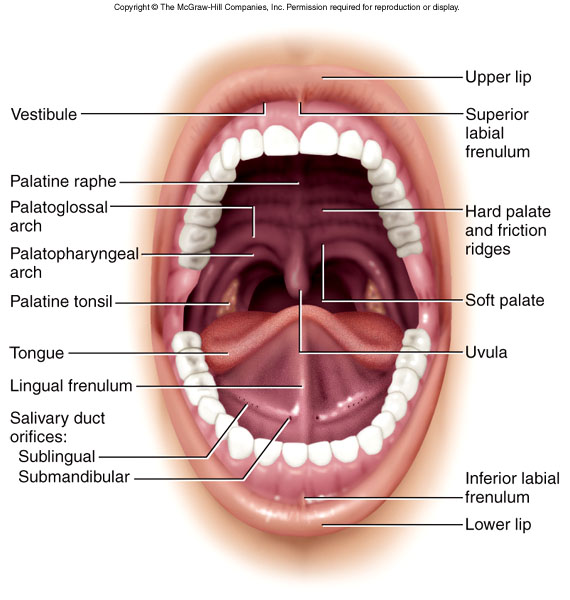 Copyright © The McGraw-Hill Companies, Inc. Permission required for reproduction or display.
Vestibule
Palatine raphe
Palatoglossal
arch
Palatopharyngeal
arch
Palatine tonsil
Tongue
Lingual frenulum
Salivary duct
orifices:
Sublingual
Submandibular
Upper lip
Superior
labial
frenulum
Hard palate
and friction
ridges
Soft palate
Uvula
Inferior labial
frenulum
Lower lip